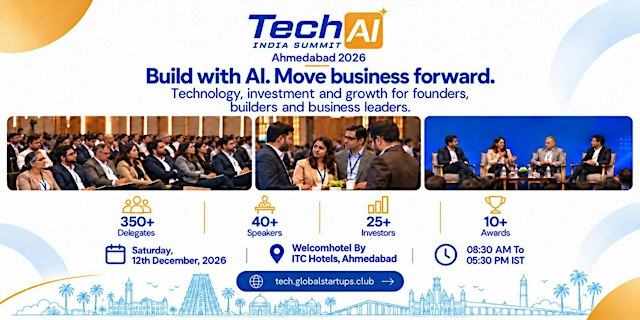 Tech AI
INDIA SUMMIT
Ahmedabad 2026
Build with AI. Move business forward.
Technology, investment and growth for founders,
builders and business leaders.
350+
Delegates
40+
Speakers
25+
Investors
10+
Awards
Saturday,
12th December, 2026
Welcomhotel By
ITC Hotels, Ahmedabad
08:30 AM To
05:30 PM IST
tech.globalstartups.club